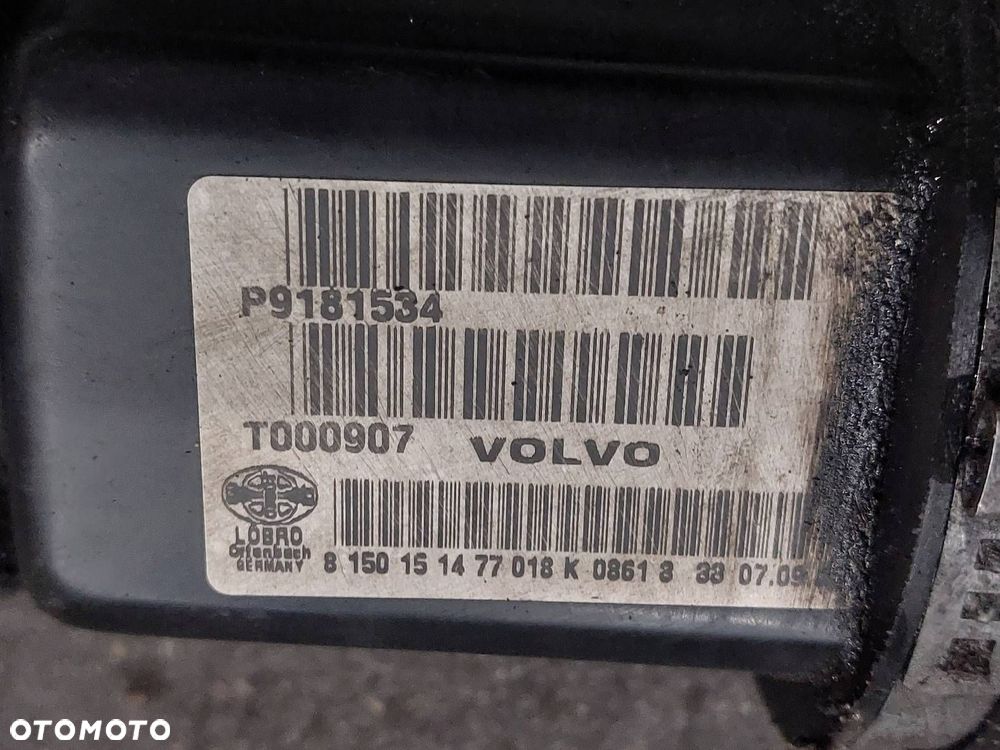 P9181534
T000907 VOLVO
LÖBRO
Offenbach
GERMANY
8 150 15 14 77 018 K 0861 3 33 07.09
OTOMOTO